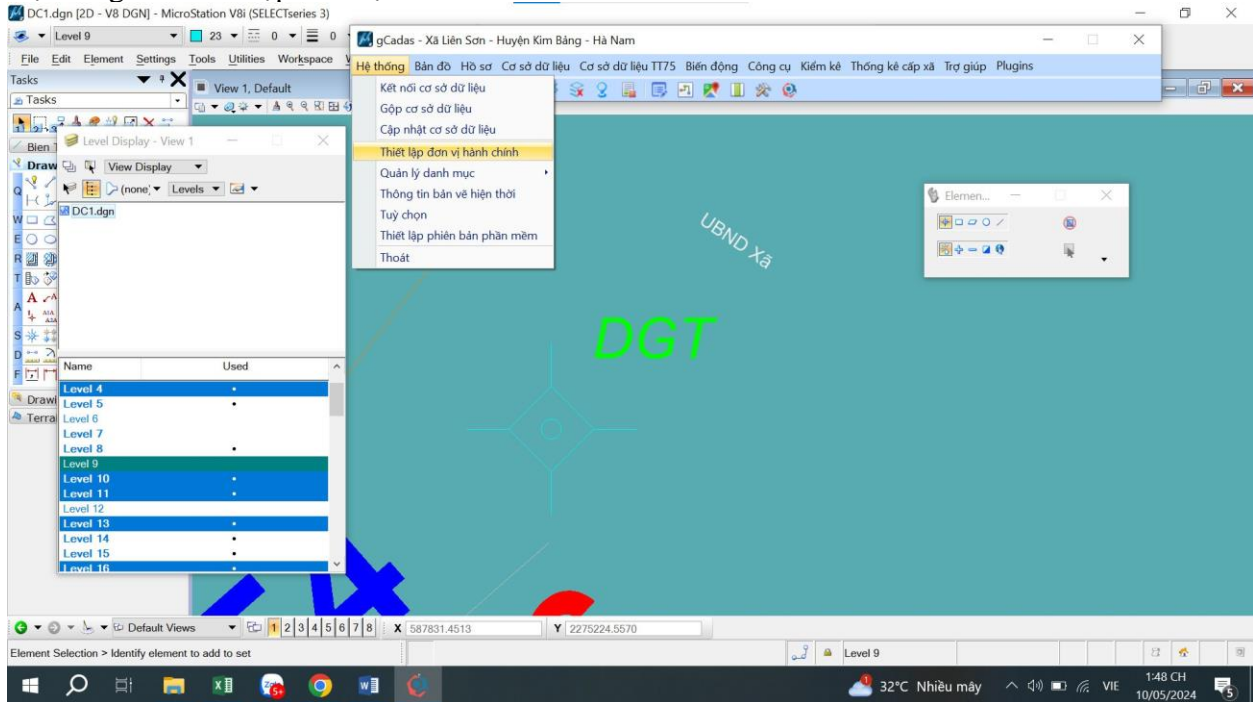 DC1.dgn [2D - V8 DGN] - MicroStation V8i (SELECTseries 3)
Level 9 23 0 0
File Edit Element Settings Tools Utilities Workspace
Tasks
Tasks
View 1, Default
Level Display - View 1
View Display
(none) Levels
DC1.dgn
Name Used
Level 4
Level 5
Level 6
Level 7
Level 8
Level 9
Level 10
Level 11
Level 12
Level 13
Level 14
Level 15
Level 16
gCadas - Xã Liên Sơn - Huyện Kim Bảng - Hà Nam
Hệ thống Bản đồ Hồ sơ Cơ sở dữ liệu Cơ sở dữ liệu TT75 Biến động Công cụ Kiểm kê Thống kê cấp xã Trợ giúp Plugins
Kết nối cơ sở dữ liệu
Gộp cơ sở dữ liệu
Cập nhật cơ sở dữ liệu
Thiết lập đơn vị hành chính
Quản lý danh mục
Thông tin bản vẽ hiện thời
Tuỳ chọn
Thiết lập phiên bản phần mềm
Thoát
Elemen...
UBND Xã
DGT
Default Views 1 2 3 4 5 6 7 8 X 587831.4513 Y 2275224.5570
Element Selection > Identify element to add to set Level 9
32°C Nhiều mây VIE
1:48 CH
10/05/2024
5